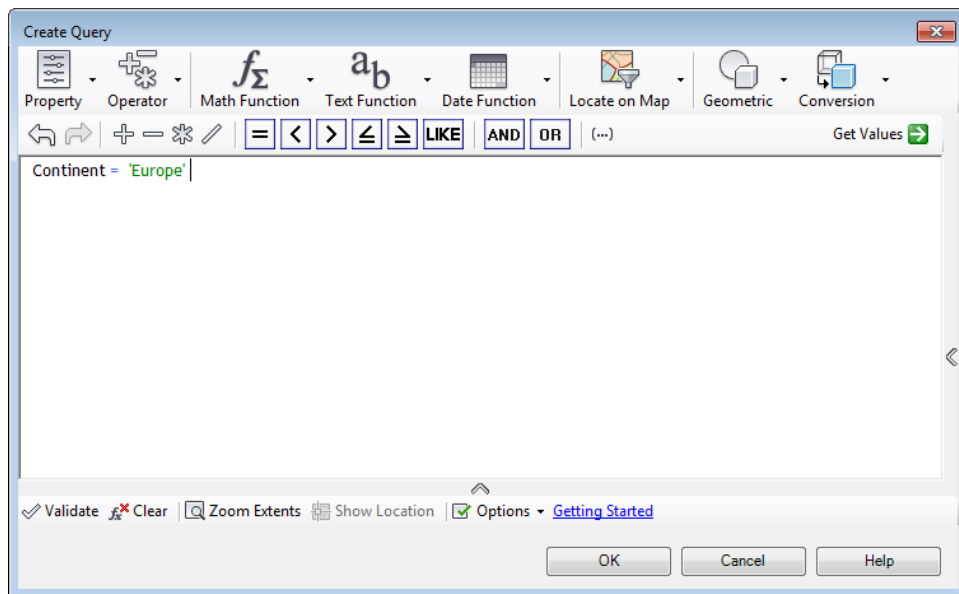 Create Query
Property Operator Math Function Text Function Date Function Locate on Map Geometric Conversion
= < > ≤ ≥ LIKE AND OR (...) Get Values
Continent = 'Europe'
Validate Clear Zoom Extents Show Location Options Getting Started
OK Cancel Help